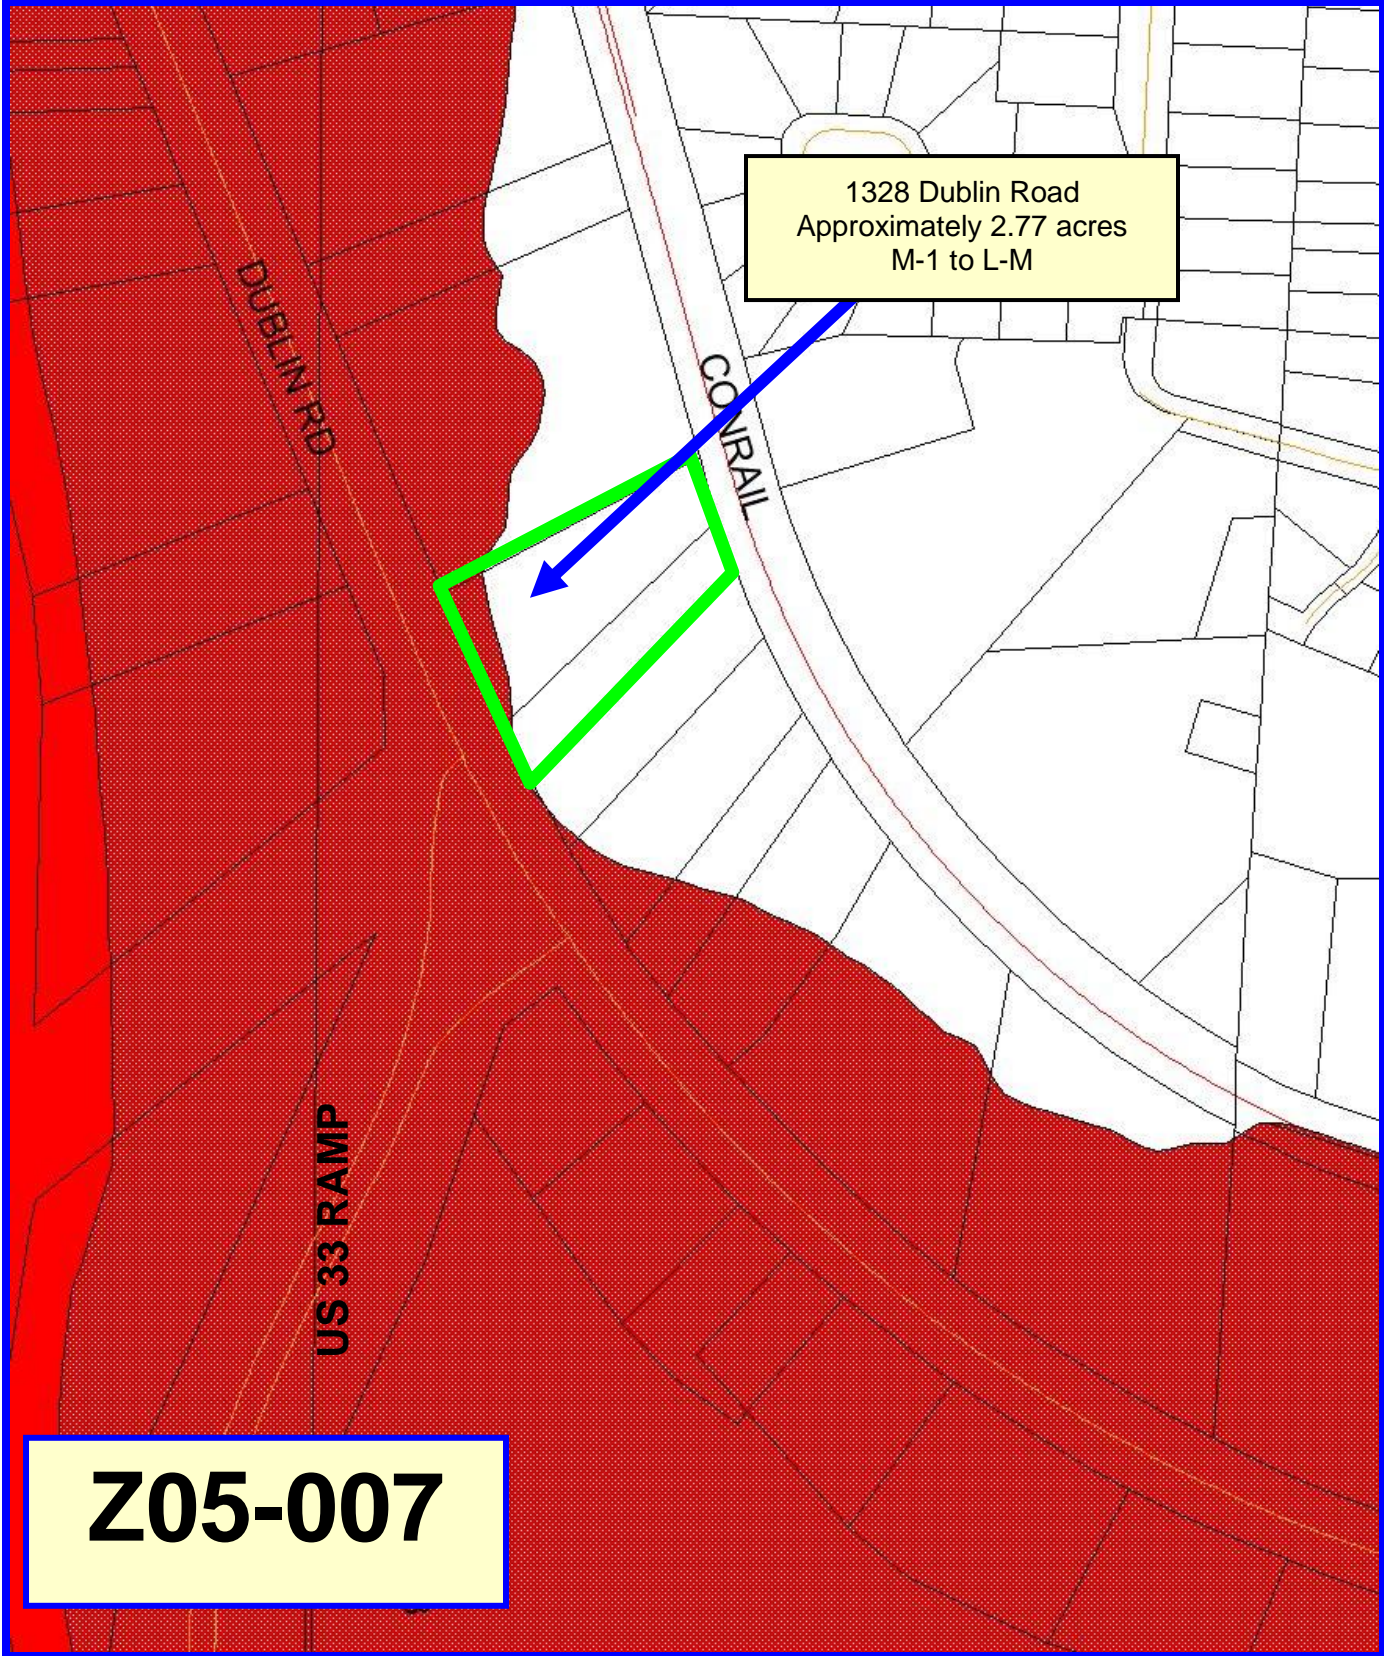 1328 Dublin Road
Approximately 2.77 acres
M-1 to L-M
DUBLIN RD
CONRAIL
US 33 RAMP
Z05-007